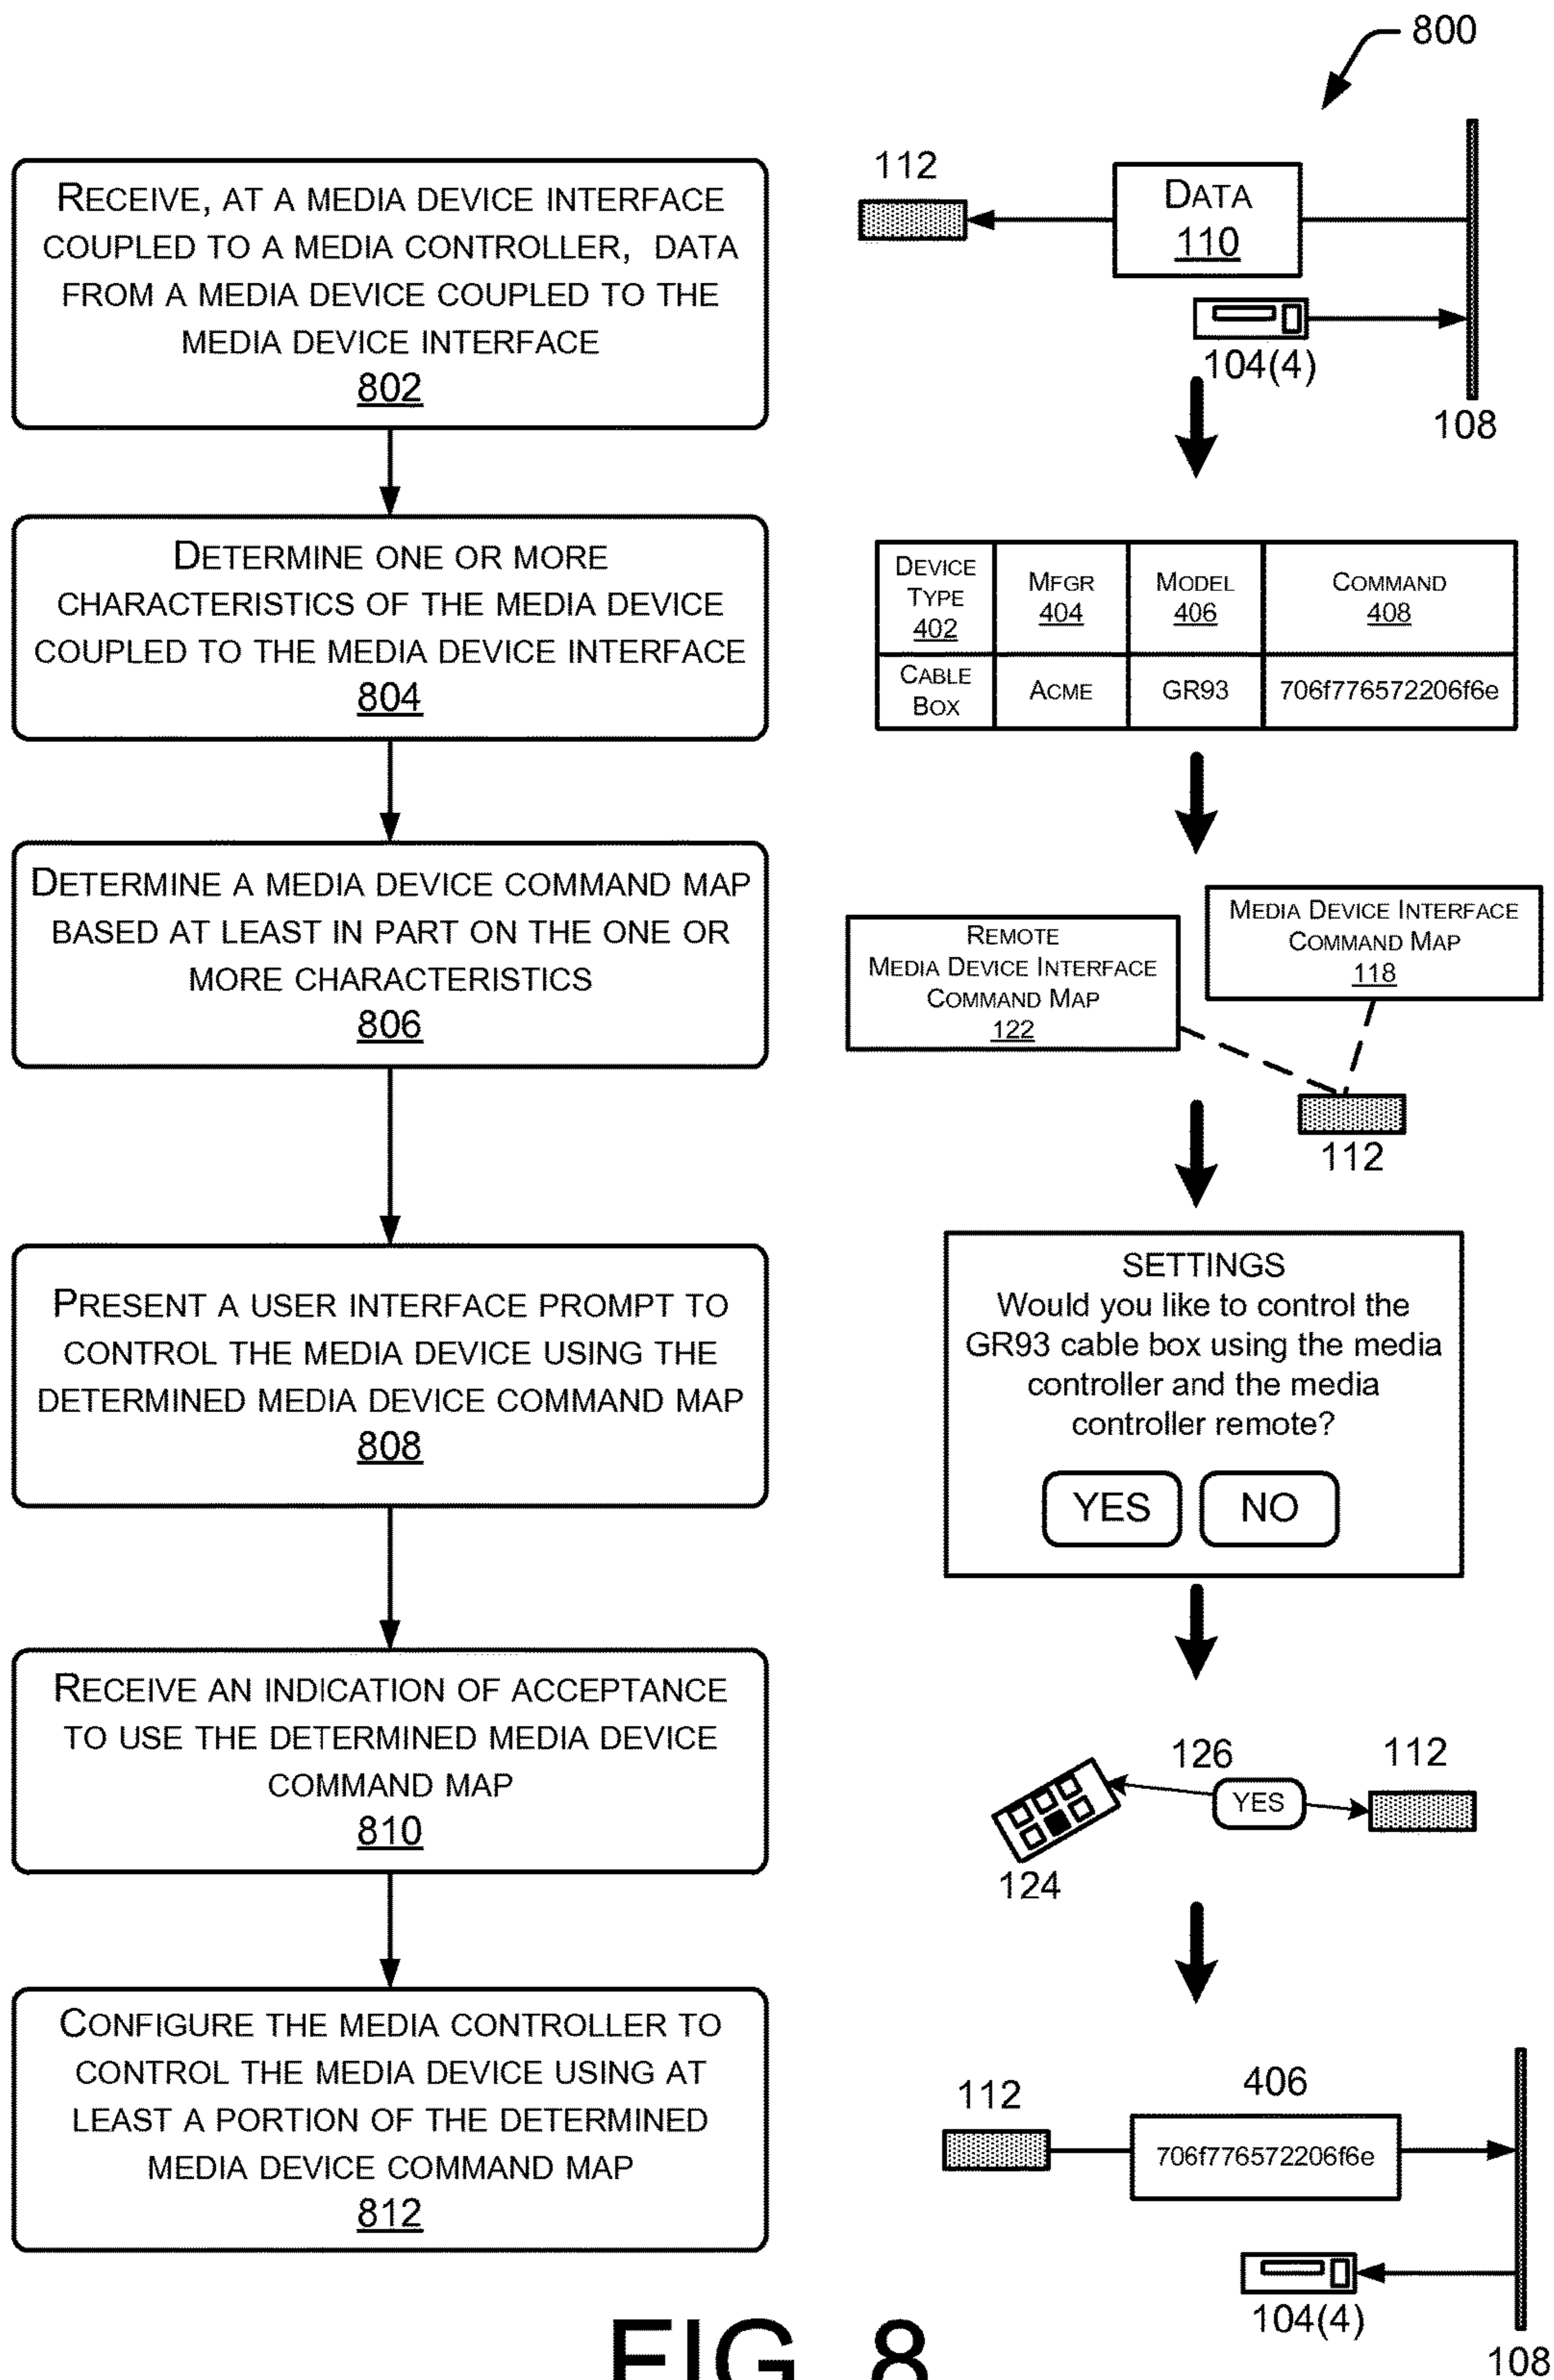 800
RECEIVE, AT A MEDIA DEVICE INTERFACE
COUPLED TO A MEDIA CONTROLLER, DATA
FROM A MEDIA DEVICE COUPLED TO THE
MEDIA DEVICE INTERFACE
802
112
DATA
110
104(4)
108
DETERMINE ONE OR MORE
CHARACTERISTICS OF THE MEDIA DEVICE
COUPLED TO THE MEDIA DEVICE INTERFACE
804
DEVICE
TYPE
402
MFGR
404
MODEL
406
COMMAND
408
CABLE
BOX
ACME
GR93
706f776572206f6e
DETERMINE A MEDIA DEVICE COMMAND MAP
BASED AT LEAST IN PART ON THE ONE OR
MORE CHARACTERISTICS
806
REMOTE
MEDIA DEVICE INTERFACE
COMMAND MAP
122
MEDIA DEVICE INTERFACE
COMMAND MAP
118
112
PRESENT A USER INTERFACE PROMPT TO
CONTROL THE MEDIA DEVICE USING THE
DETERMINED MEDIA DEVICE COMMAND MAP
808
SETTINGS
Would you like to control the
GR93 cable box using the media
controller and the media
controller remote?
YES
NO
RECEIVE AN INDICATION OF ACCEPTANCE
TO USE THE DETERMINED MEDIA DEVICE
COMMAND MAP
810
126
112
YES
124
CONFIGURE THE MEDIA CONTROLLER TO
CONTROL THE MEDIA DEVICE USING AT
LEAST A PORTION OF THE DETERMINED
MEDIA DEVICE COMMAND MAP
812
112
406
706f776572206f6e
104(4)
108
FIG. 8